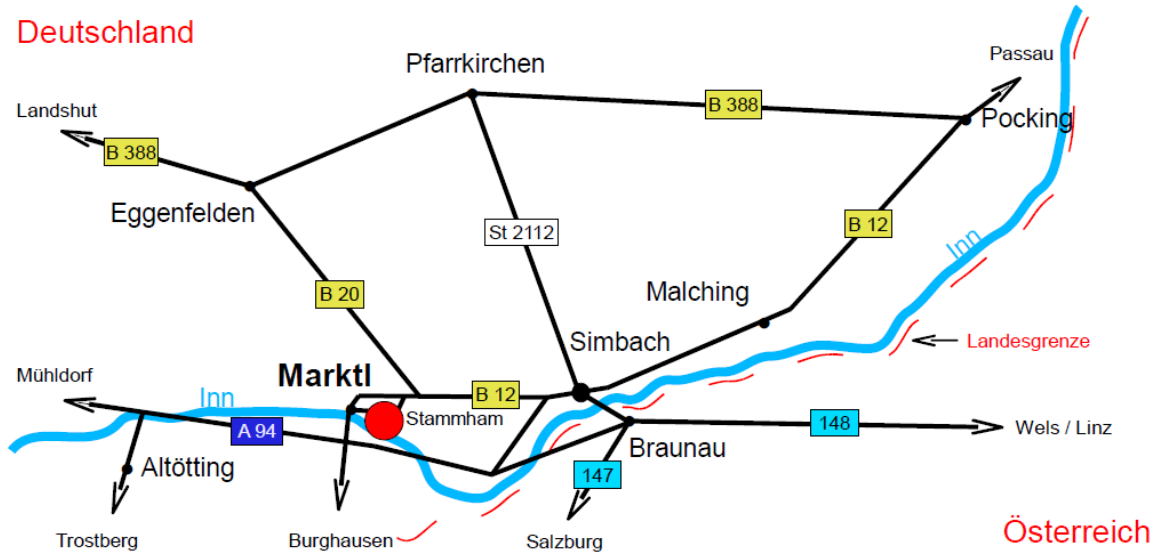 Deutschland
Passau
Pfarrkirchen
Landshut
B 388
Pocking
B 388
Eggenfelden
St 2112
B 12
Inn
B 20
Malching
Simbach
Landesgrenze
Mühldorf
Marktl
Inn
B 12
Stammham
A 94
148
Wels / Linz
Braunau
Altötting
147
Trostberg
Burghausen
Salzburg
Österreich